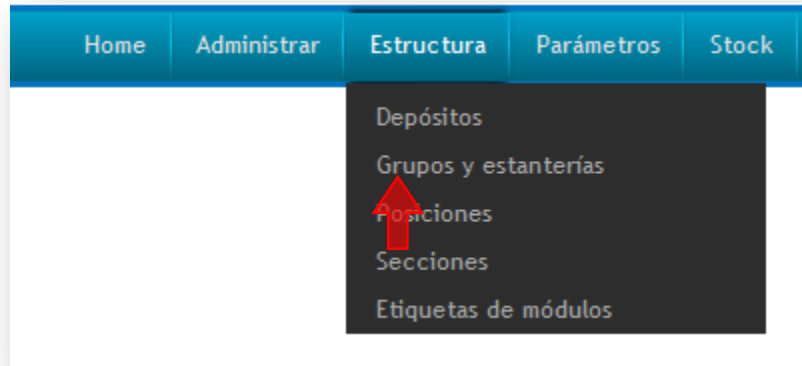 Home Administrar Estructura Parámetros Stock
Depósitos
Grupos y estanterías
Posiciones
Secciones
Etiquetas de módulos